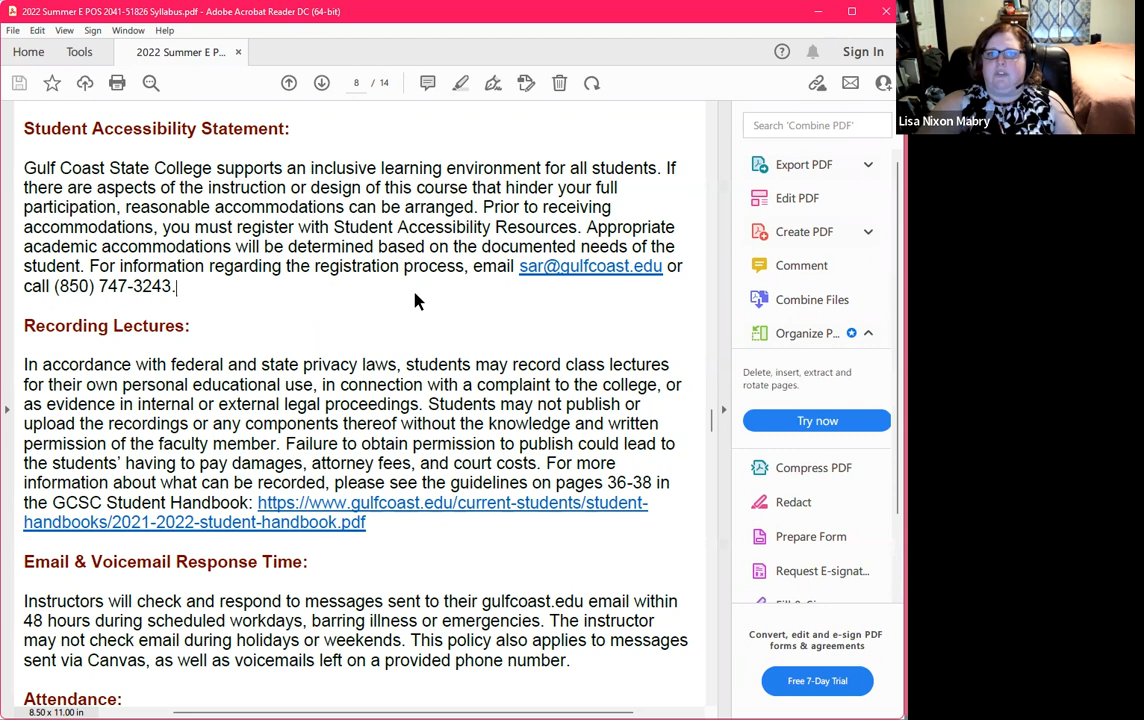 2022 Summer E POS 2041-51826 Syllabus.pdf - Adobe Acrobat Reader DC (64-bit)
File Edit View Sign Window Help
Home Tools 2022 Summer E P... × Sign In
8 / 14
Lisa Nixon Mabry
Student Accessibility Statement:
Gulf Coast State College supports an inclusive learning environment for all students. If
there are aspects of the instruction or design of this course that hinder your full
participation, reasonable accommodations can be arranged. Prior to receiving
accommodations, you must register with Student Accessibility Resources. Appropriate
academic accommodations will be determined based on the documented needs of the
student. For information regarding the registration process, email sar@gulfcoast.edu or
call (850) 747-3243.
Recording Lectures:
In accordance with federal and state privacy laws, students may record class lectures
for their own personal educational use, in connection with a complaint to the college, or
as evidence in internal or external legal proceedings. Students may not publish or
upload the recordings or any components thereof without the knowledge and written
permission of the faculty member. Failure to obtain permission to publish could lead to
the students’ having to pay damages, attorney fees, and court costs. For more
information about what can be recorded, please see the guidelines on pages 36-38 in
the GCSC Student Handbook: https://www.gulfcoast.edu/current-students/student-
handbooks/2021-2022-student-handbook.pdf
Email & Voicemail Response Time:
Instructors will check and respond to messages sent to their gulfcoast.edu email within
48 hours during scheduled workdays, barring illness or emergencies. The instructor
may not check email during holidays or weekends. This policy also applies to messages
sent via Canvas, as well as voicemails left on a provided phone number.
Attendance:
8.50 x 11.00 in
Search 'Combine PDF'
Export PDF
Edit PDF
Create PDF
Comment
Combine Files
Organize P...
Delete, insert, extract and
rotate pages.
Try now
Compress PDF
Redact
Prepare Form
Request E-signat...
Convert, edit and e-sign PDF
forms & agreements
Free 7-Day Trial